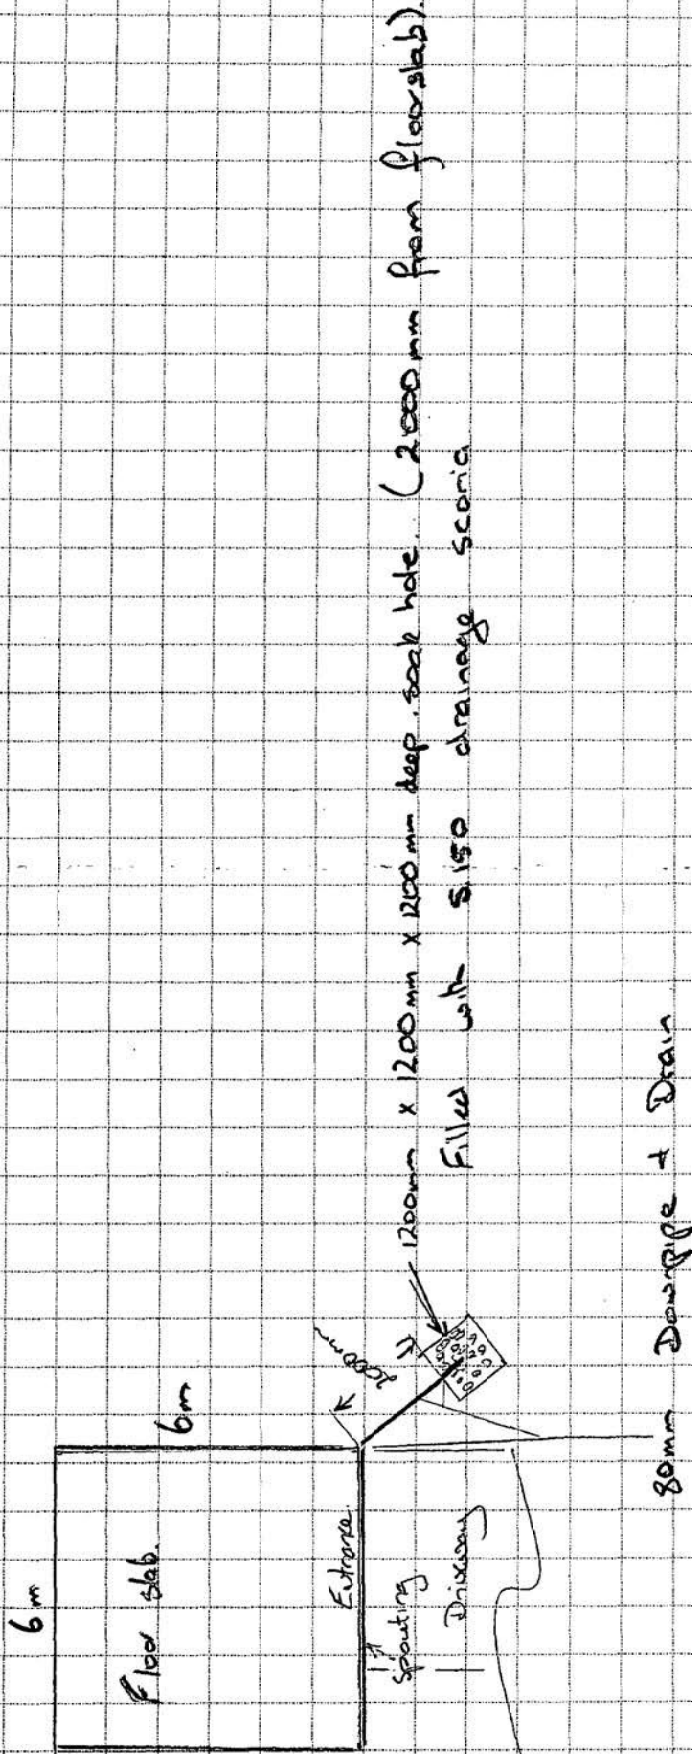 6m
6m
Floor slab.
Entrance.
Spouting
Driveway
2000mm
1200mm x 1200mm x 1200mm deep. soak hole. (2000mm from floorslab).
Filled with S.150 drainage scoria
80mm Downpipe + Drain